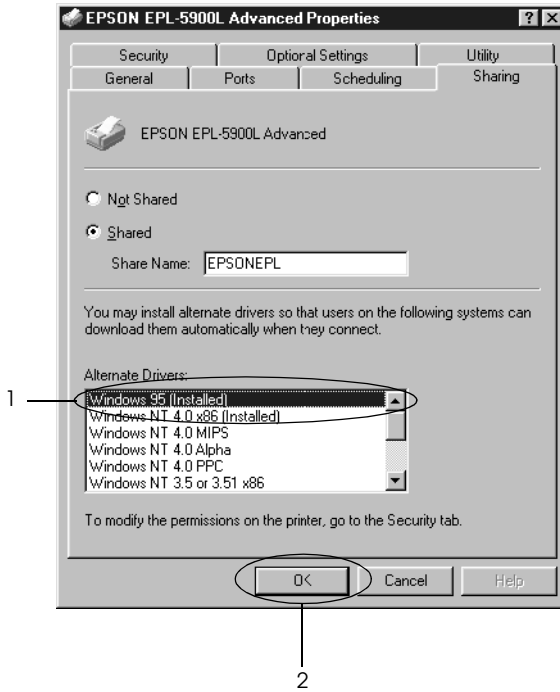 EPSON EPL-5900L Advanced Properties
Security Optional Settings Utility
General Ports Scheduling Sharing
EPSON EPL-5900L Advanced
Not Shared
Shared
Share Name: EPSONEPL
You may install alternate drivers so that users on the following systems can
download them automatically when they connect.
Alternate Drivers:
1
Windows 95 (Installed)
Windows NT 4.0 x86 (Installed)
Windows NT 4.0 MIPS
Windows NT 4.0 Alpha
Windows NT 4.0 PPC
Windows NT 3.5 or 3.51 x86
To modify the permissions on the printer, go to the Security tab.
OK Cancel Help
2